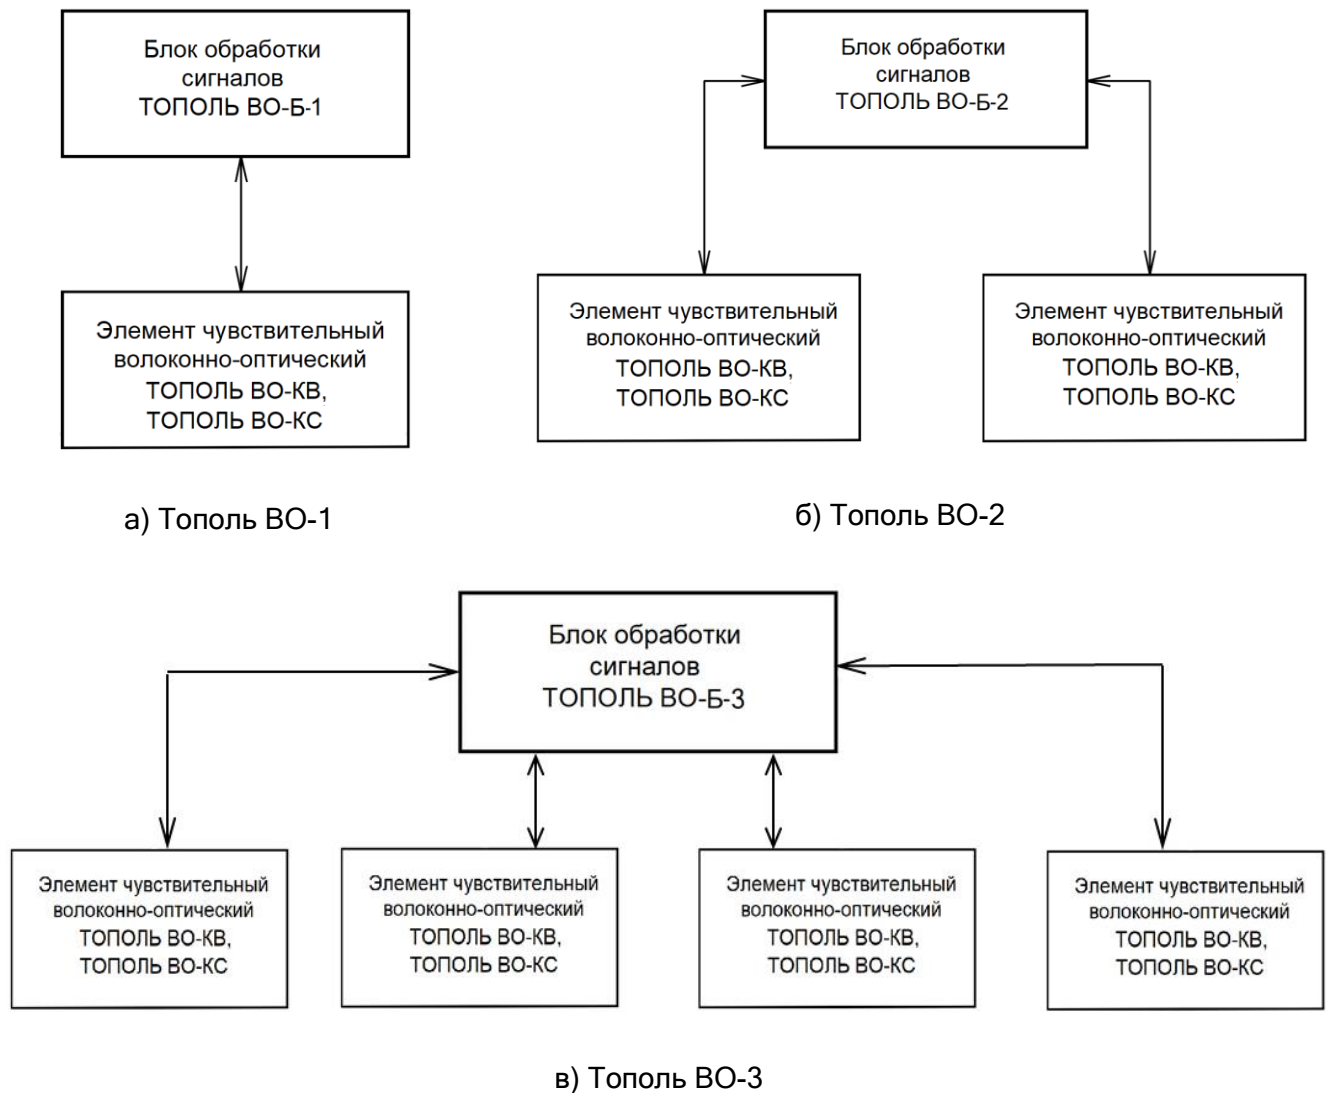 Блок обработки
сигналов
ТОПОЛЬ ВО-Б-1
Элемент чувствительный
волоконно-оптический
ТОПОЛЬ ВО-КВ,
ТОПОЛЬ ВО-КС
а) Тополь ВО-1
Блок обработки
сигналов
ТОПОЛЬ ВО-Б-2
Элемент чувствительный
волоконно-оптический
ТОПОЛЬ ВО-КВ,
ТОПОЛЬ ВО-КС
Элемент чувствительный
волоконно-оптический
ТОПОЛЬ ВО-КВ,
ТОПОЛЬ ВО-КС
б) Тополь ВО-2
Блок обработки
сигналов
ТОПОЛЬ ВО-Б-3
Элемент чувствительный
волоконно-оптический
ТОПОЛЬ ВО-КВ,
ТОПОЛЬ ВО-КС
Элемент чувствительный
волоконно-оптический
ТОПОЛЬ ВО-КВ,
ТОПОЛЬ ВО-КС
Элемент чувствительный
волоконно-оптический
ТОПОЛЬ ВО-КВ,
ТОПОЛЬ ВО-КС
Элемент чувствительный
волоконно-оптический
ТОПОЛЬ ВО-КВ,
ТОПОЛЬ ВО-КС
в) Тополь ВО-3